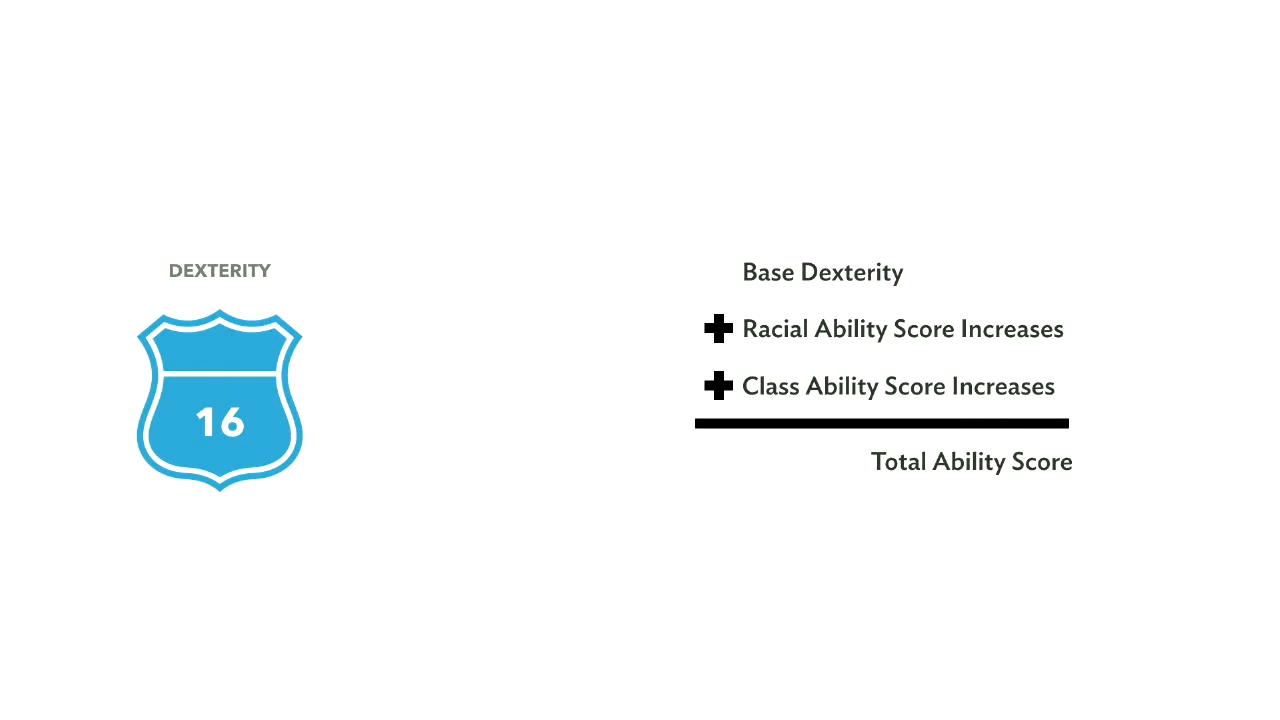 DEXTERITY
16
Base Dexterity
+ Racial Ability Score Increases
+ Class Ability Score Increases
Total Ability Score